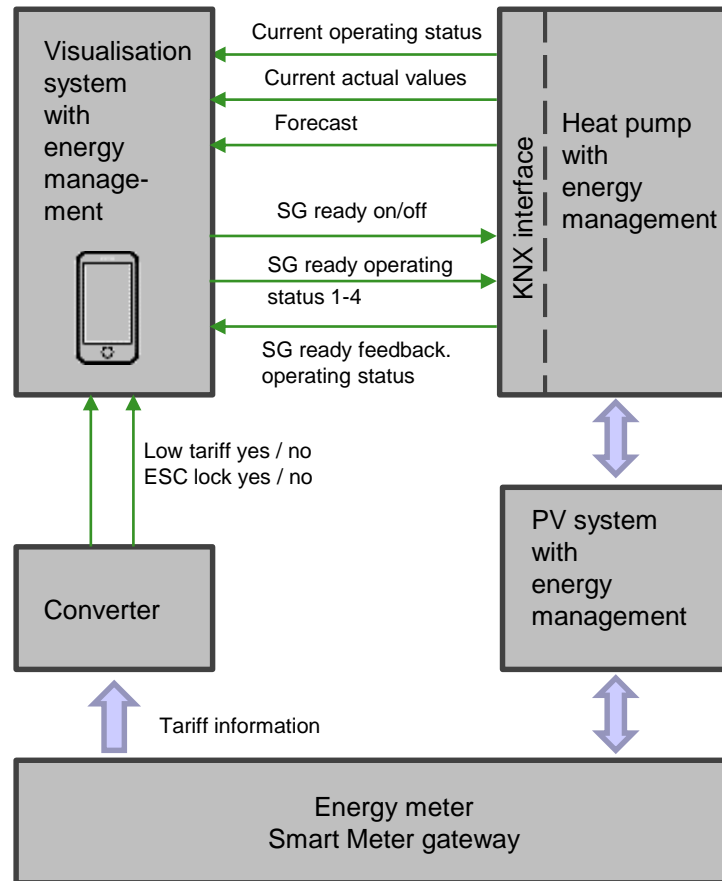 Visualisation
system
with
energy
manage-
ment
Current operating status
Current actual values
Forecast
SG ready on/off
SG ready operating
status 1-4
SG ready feedback.
operating status
KNX interface
Heat pump
with
energy
management
Low tariff yes / no
ESC lock yes / no
PV system
with
energy
management
Converter
Tariff information
Energy meter
Smart Meter gateway